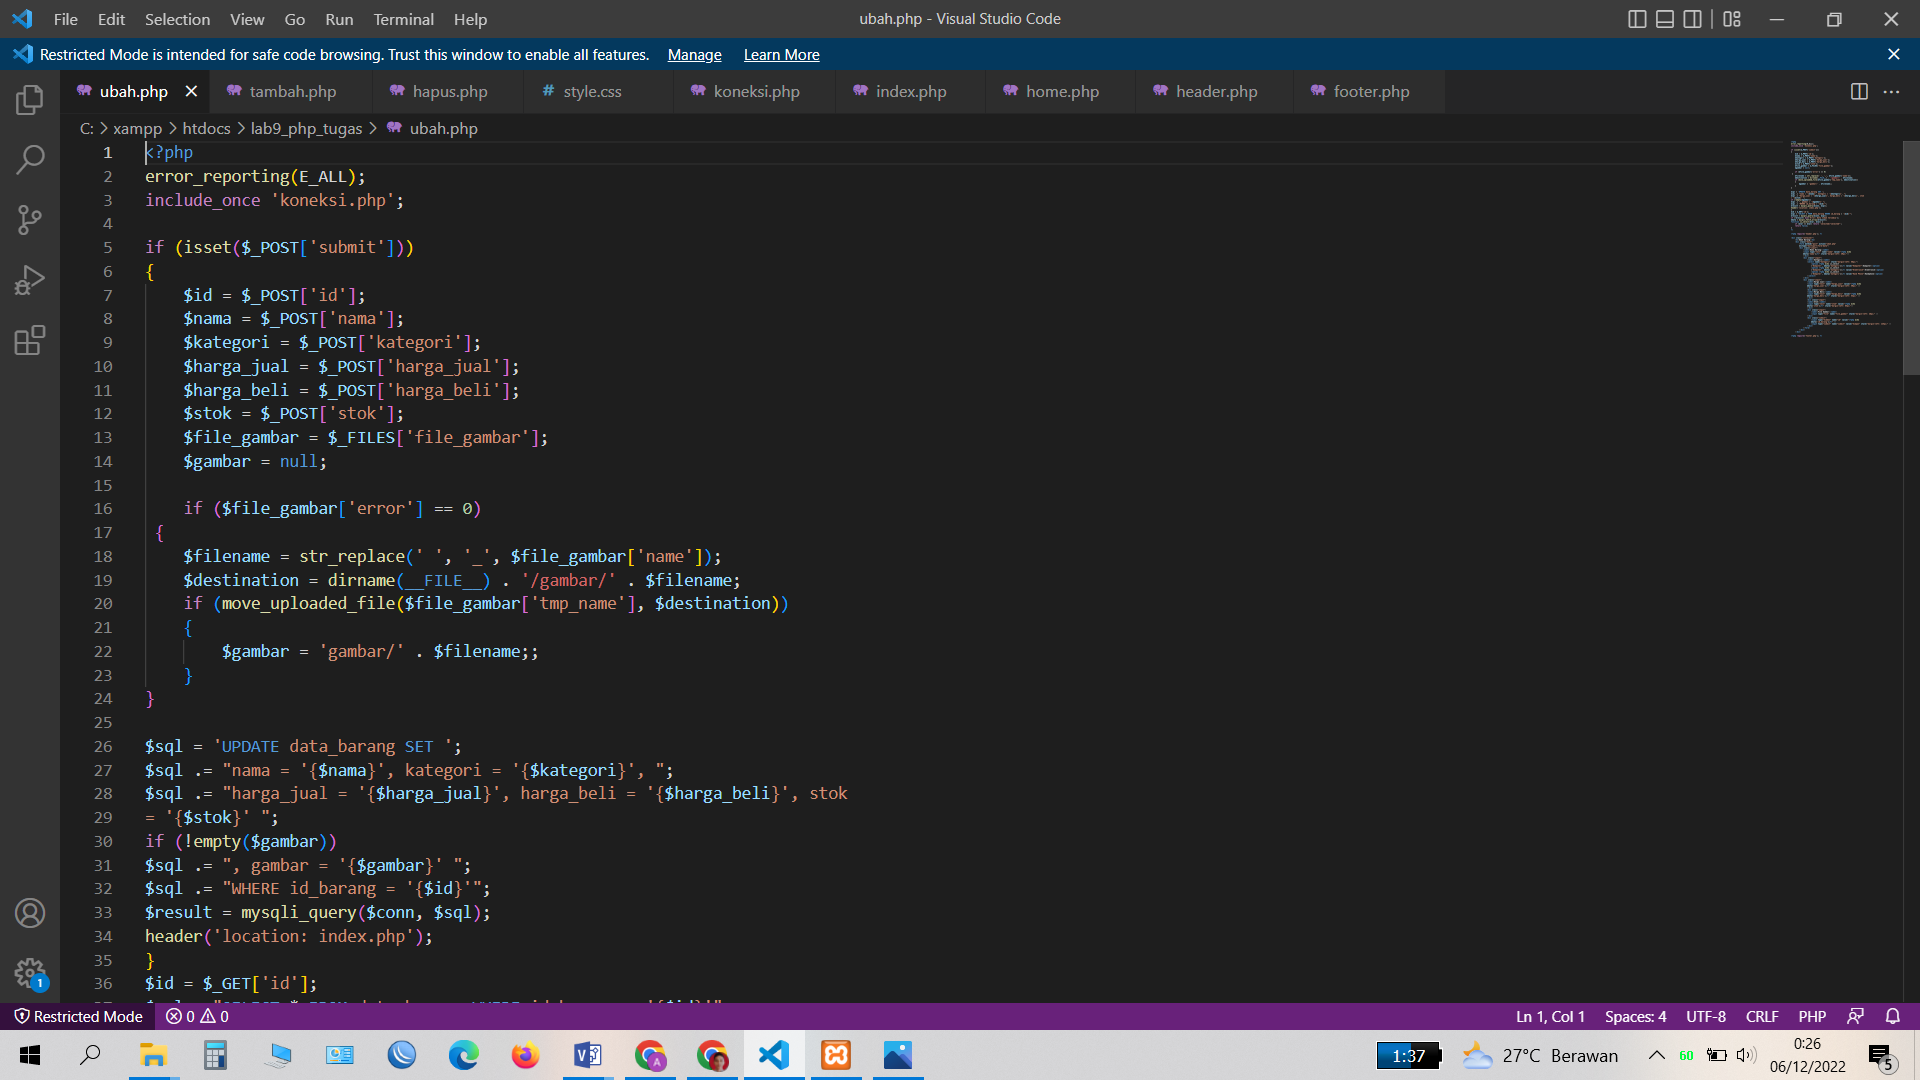 File Edit Selection View Go Run Terminal Help
ubah.php - Visual Studio Code
Restricted Mode is intended for safe code browsing. Trust this window to enable all features. Manage Learn More
ubah.php tambah.php hapus.php # style.css koneksi.php index.php home.php header.php footer.php
C: > xampp > htdocs > lab9_php_tugas > ubah.php
1 <?php
2 error_reporting(E_ALL);
3 include_once 'koneksi.php';
4
5 if (isset($_POST['submit']))
6 {
7 $id = $_POST['id'];
8 $nama = $_POST['nama'];
9 $kategori = $_POST['kategori'];
10 $harga_jual = $_POST['harga_jual'];
11 $harga_beli = $_POST['harga_beli'];
12 $stok = $_POST['stok'];
13 $file_gambar = $_FILES['file_gambar'];
14 $gambar = null;
15
16 if ($file_gambar['error'] == 0)
17 {
18 $filename = str_replace(' ', '_', $file_gambar['name']);
19 $destination = dirname(__FILE__) . '/gambar/' . $filename;
20 if (move_uploaded_file($file_gambar['tmp_name'], $destination))
21 {
22 $gambar = 'gambar/' . $filename;;
23 }
24 }
25
26 $sql = 'UPDATE data_barang SET ';
27 $sql .= "nama = '{$nama}', kategori = '{$kategori}', ";
28 $sql .= "harga_jual = '{$harga_jual}', harga_beli = '{$harga_beli}', stok
29 = '{$stok}' ";
30 if (!empty($gambar))
31 $sql .= ", gambar = '{$gambar}' ";
32 $sql .= "WHERE id_barang = '{$id}'";
33 $result = mysqli_query($conn, $sql);
34 header('location: index.php');
35 }
36 $id = $_GET['id'];
Restricted Mode 0 0 Ln 1, Col 1 Spaces: 4 UTF-8 CRLF PHP
1
1:37 27°C Berawan 60 0:26
06/12/2022 5